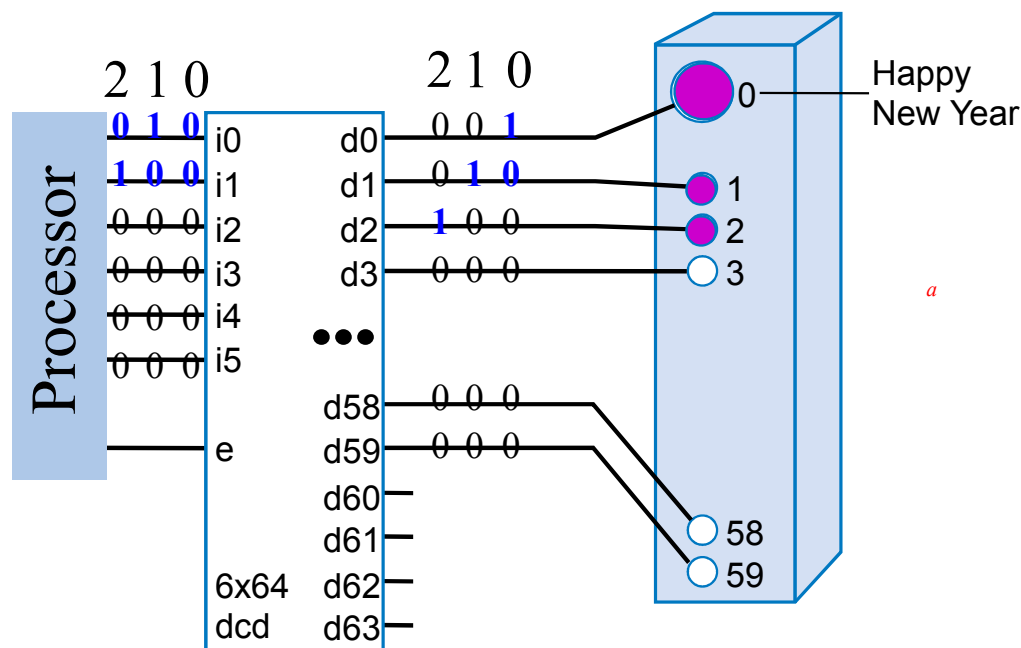 2 1 0
2 1 0
Processor
0 1 0 i0
1 0 0 i1
0 0 0 i2
0 0 0 i3
0 0 0 i4
0 0 0 i5
e
6x64
dcd
d0 0 0 1
d1 0 1 0
d2 1 0 0
d3 0 0 0
d58 0 0 0
d59 0 0 0
d60
d61
d62
d63
0
1
2
3
58
59
Happy
New Year
a